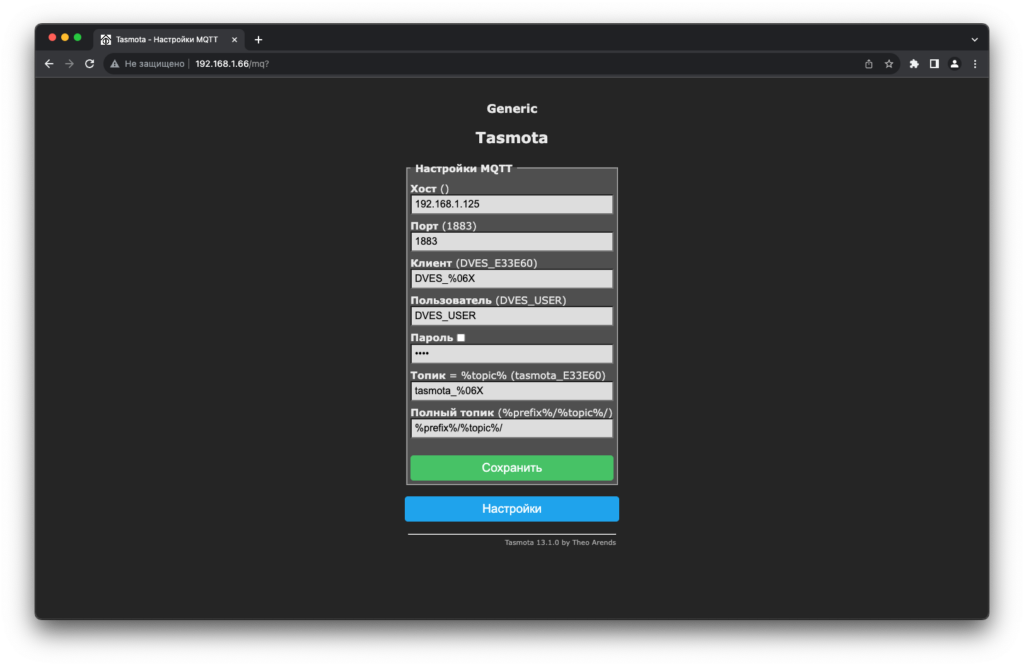 Tasmota - Настройки MQTT
Не защищено | 192.168.1.66/mq?
Generic
Tasmota
Настройки MQTT
Хост ()
192.168.1.125
Порт (1883)
1883
Клиент (DVES_E33E60)
DVES_%06X
Пользователь (DVES_USER)
DVES_USER
Пароль
••••
Топик = %topic% (tasmota_E33E60)
tasmota_%06X
Полный топик (%prefix%/%topic%/)
%prefix%/%topic%/
Сохранить
Настройки
Tasmota 13.1.0 by Theo Arends